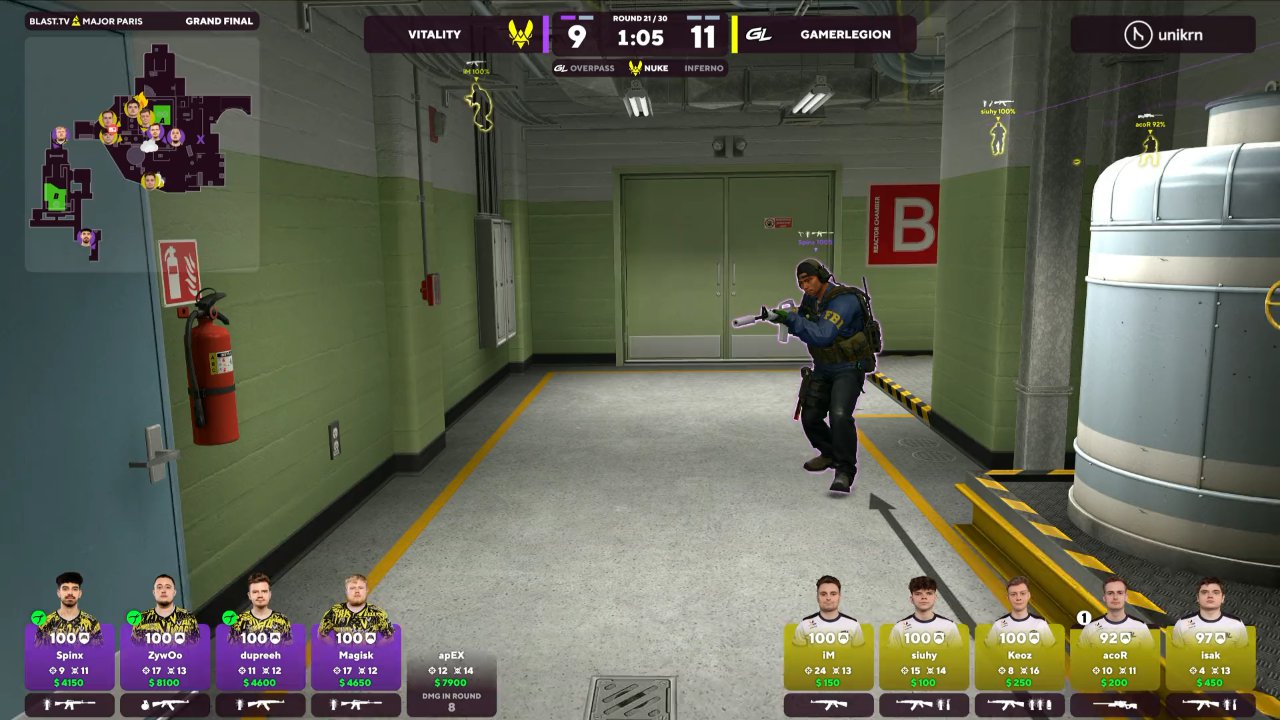 BLAST.TV MAJOR PARIS
GRAND FINAL
VITALITY
9
ROUND 21 / 30
1:05
11
GL
GAMERLEGION
unikrn
GL OVERPASS
NUKE
INFERNO
iM 100%
siuhy 100%
acoR 92%
Spinx 100%
A
B
X
REACTOR CHAMBER
B
FBI
100
Spinx
9 11
$4150
100
ZywOo
17 13
$8100
100
dupreeh
11 12
$4600
100
Magisk
17 12
$4650
apEX
12 14
$7900
DMG IN ROUND
8
100
iM
24 13
$150
100
siuhy
15 14
$100
100
Keoz
8 16
$250
1
92
acoR
10 11
$200
97
isak
4 13
$450